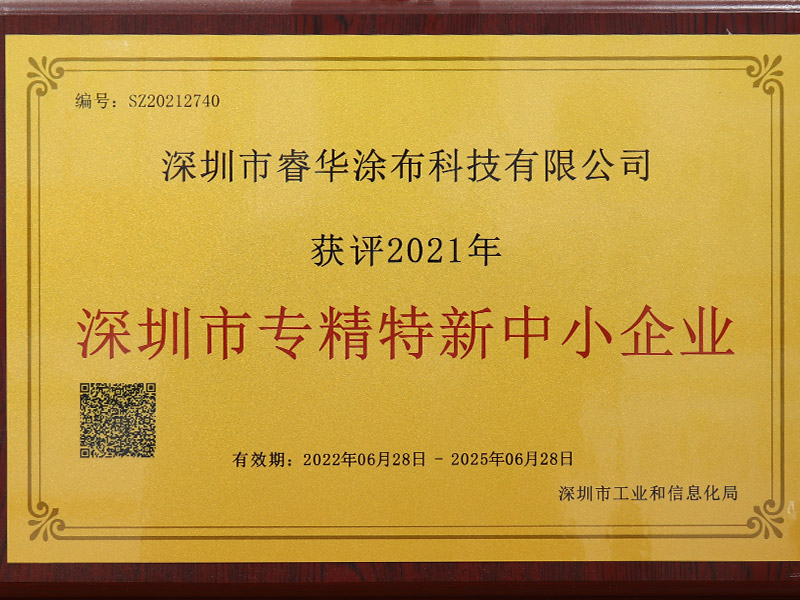 编号：SZ20212740
深圳市睿华涂布科技有限公司
获评2021年
深圳市专精特新中小企业
有效期：2022年06月28日 - 2025年06月28日
深圳市工业和信息化局